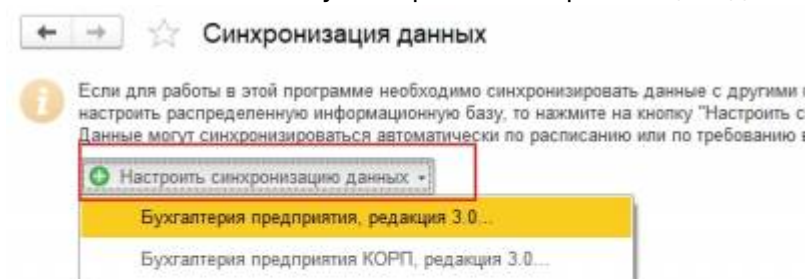 Синхронизация данных
Если для работы в этой программе необходимо синхронизировать данные с другими
настроить распределенную информационную базу, то нажмите на кнопку "Настроить с
Данные могут синхронизироваться автоматически по расписанию или по требованию в
Настроить синхронизацию данных
Бухгалтерия предприятия, редакция 3.0...
Бухгалтерия предприятия КОРП, редакция 3.0...